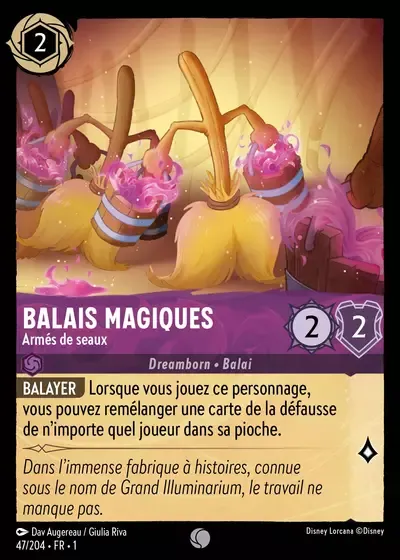 2
BALAIS MAGIQUES
Armés de seaux
2
2
Dreamborn • Balai
BALAYER Lorsque vous jouez ce personnage,
vous pouvez remélanger une carte de la défausse
de n'importe quel joueur dans sa pioche.
Dans l'immense fabrique à histoires, connue
sous le nom de Grand Illuminarium, le travail ne
manque pas.
Dav Augereau / Giulia Riva
Disney Lorcana ©Disney
47/204 • FR • 1